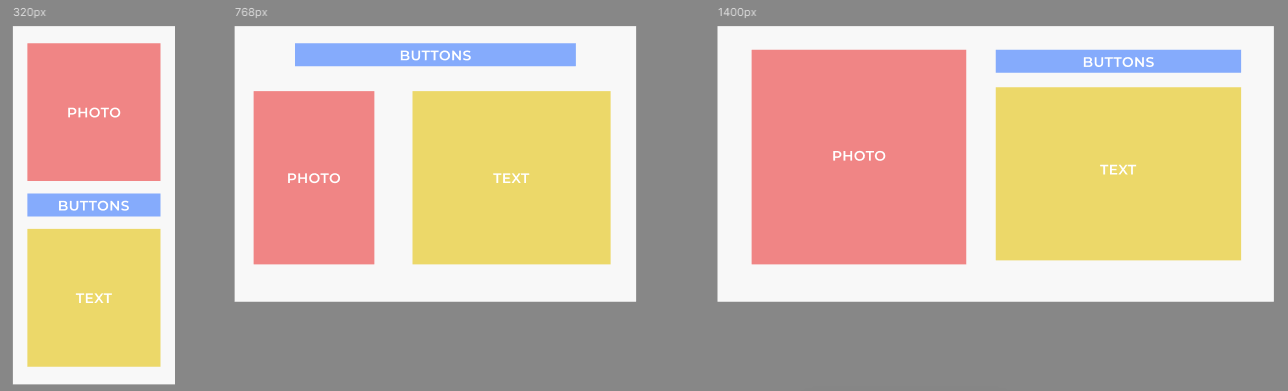 320px
PHOTO
BUTTONS
TEXT
768px
BUTTONS
PHOTO
TEXT
1400px
PHOTO
BUTTONS
TEXT